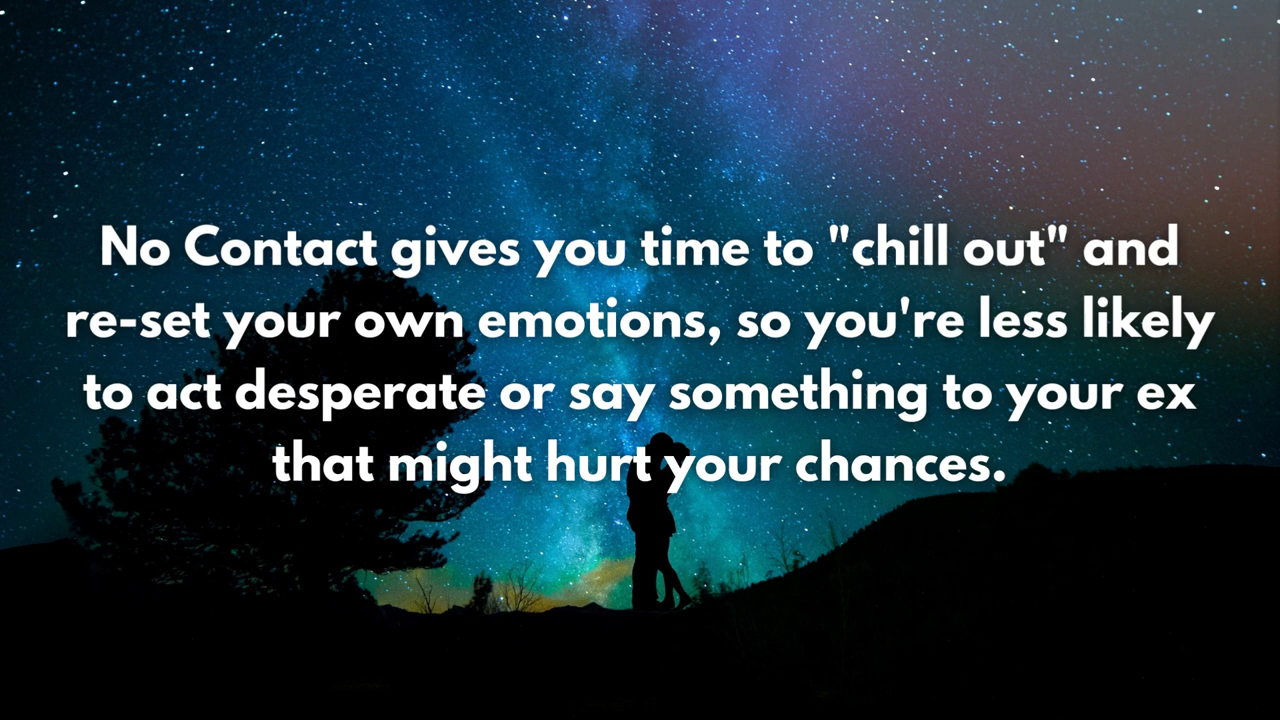 No Contact gives you time to "chill out" and
re-set your own emotions, so you're less likely
to act desperate or say something to your ex
that might hurt your chances.